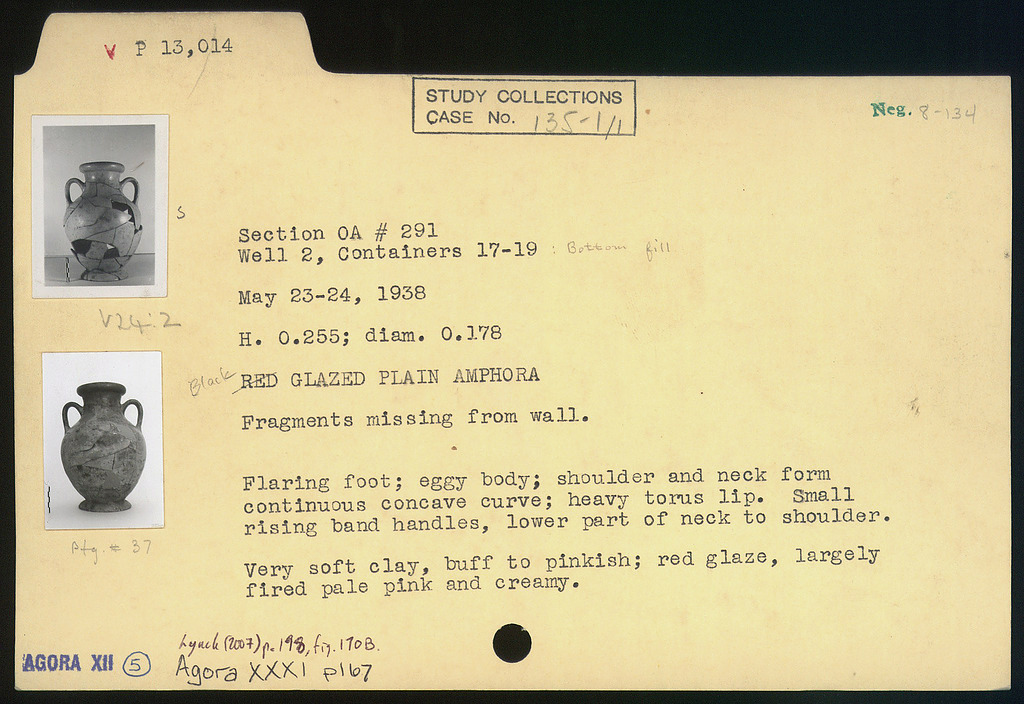 V P 13,014
STUDY COLLECTIONS
CASE No. 135-1/1
Neg. 8-134
S
Section OA # 291
Well 2, Containers 17-19 : Bottom fill
May 23-24, 1938
V24:2
H. 0.255; diam. 0.178
Black RED GLAZED PLAIN AMPHORA
Fragments missing from wall.
Flaring foot; eggy body; shoulder and neck form
continuous concave curve; heavy torus lip. Small
rising band handles, lower part of neck to shoulder.
Ptg. # 37
Very soft clay, buff to pinkish; red glaze, largely
fired pale pink and creamy.
Lynch (2007) p. 198, fig. 170B.
AGORA XII 5 Agora XXXI p167